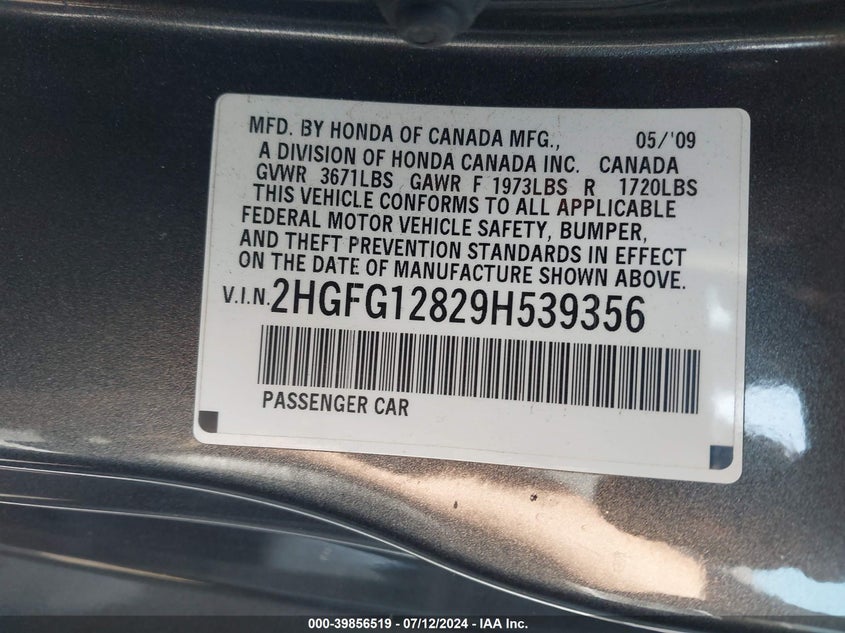 MFD. BY HONDA OF CANADA MFG., 05/'09
A DIVISION OF HONDA CANADA INC. CANADA
GVWR 3671LBS GAWR F 1973LBS R 1720LBS
THIS VEHICLE CONFORMS TO ALL APPLICABLE
FEDERAL MOTOR VEHICLE SAFETY, BUMPER,
AND THEFT PREVENTION STANDARDS IN EFFECT
ON THE DATE OF MANUFACTURE SHOWN ABOVE.
V.I.N. 2HGFG12829H539356
PASSENGER CAR
000-39856519 / 07/12/2024 - IAA Inc.